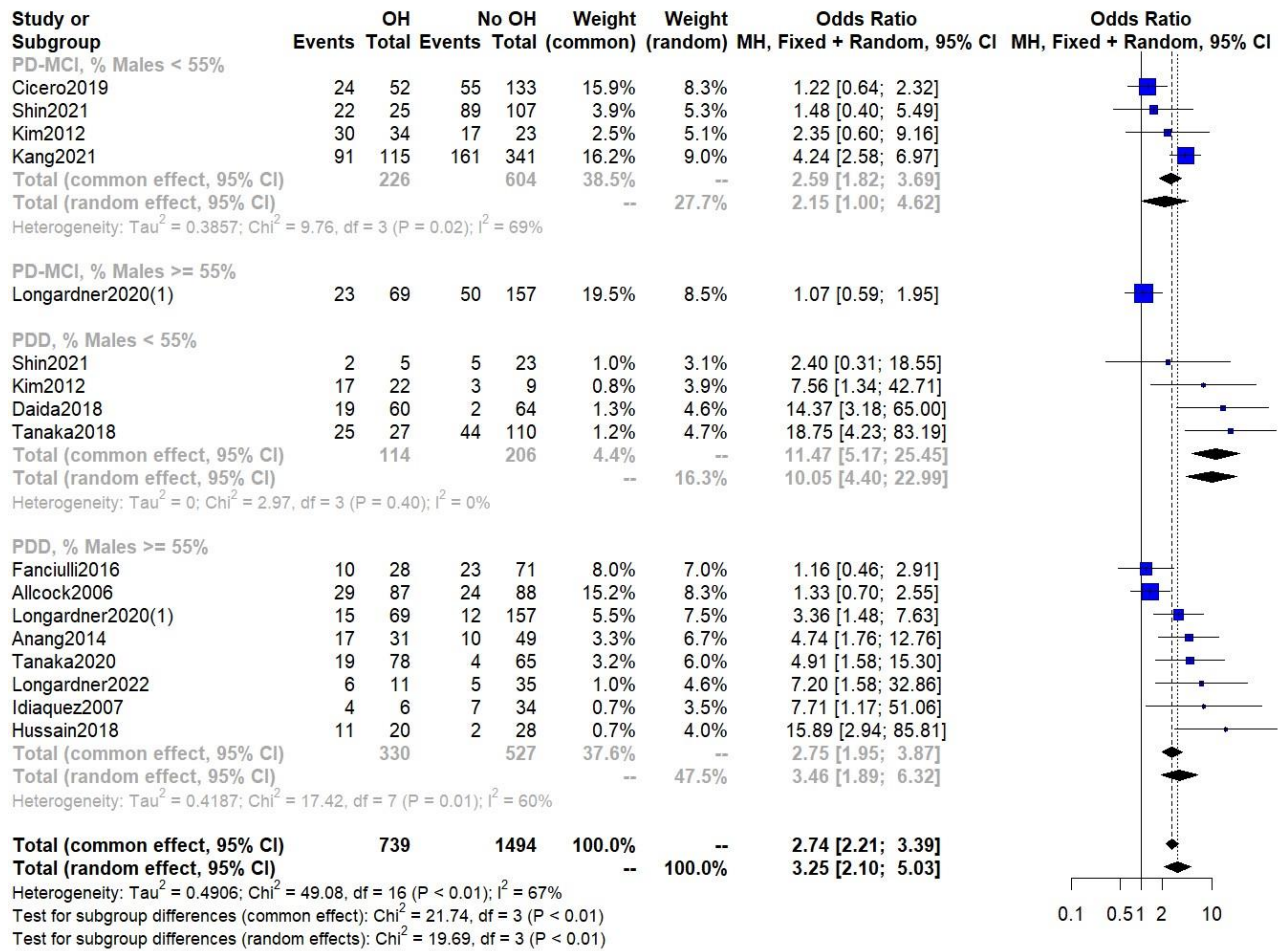 Study or OH No OH Weight Weight Odds Ratio Odds Ratio
Subgroup Events Total Events Total (common) (random) MH, Fixed + Random, 95% CI MH, Fixed + Random, 95% CI
PD-MCI, % Males < 55%
Cicero2019 24 52 55 133 15.9% 8.3% 1.22 [0.64; 2.32]
Shin2021 22 25 89 107 3.9% 5.3% 1.48 [0.40; 5.49]
Kim2012 30 34 17 23 2.5% 5.1% 2.35 [0.60; 9.16]
Kang2021 91 115 161 341 16.2% 9.0% 4.24 [2.58; 6.97]
Total (common effect, 95% CI) 226 604 38.5% -- 2.59 [1.82; 3.69]
Total (random effect, 95% CI) -- 27.7% 2.15 [1.00; 4.62]
Heterogeneity: Tau² = 0.3857; Chi² = 9.76, df = 3 (P = 0.02); I² = 69%
PD-MCI, % Males >= 55%
Longardner2020(1) 23 69 50 157 19.5% 8.5% 1.07 [0.59; 1.95]
PDD, % Males < 55%
Shin2021 2 5 5 23 1.0% 3.1% 2.40 [0.31; 18.55]
Kim2012 17 22 3 9 0.8% 3.9% 7.56 [1.34; 42.71]
Daida2018 19 60 2 64 1.3% 4.6% 14.37 [3.18; 65.00]
Tanaka2018 25 27 44 110 1.2% 4.7% 18.75 [4.23; 83.19]
Total (common effect, 95% CI) 114 206 4.4% -- 11.47 [5.17; 25.45]
Total (random effect, 95% CI) -- 16.3% 10.05 [4.40; 22.99]
Heterogeneity: Tau² = 0; Chi² = 2.97, df = 3 (P = 0.40); I² = 0%
PDD, % Males >= 55%
Fanciulli2016 10 28 23 71 8.0% 7.0% 1.16 [0.46; 2.91]
Allcock2006 29 87 24 88 15.2% 8.3% 1.33 [0.70; 2.55]
Longardner2020(1) 15 69 12 157 5.5% 7.5% 3.36 [1.48; 7.63]
Anang2014 17 31 10 49 3.3% 6.7% 4.74 [1.76; 12.76]
Tanaka2020 19 78 4 65 3.2% 6.0% 4.91 [1.58; 15.30]
Longardner2022 6 11 5 35 1.0% 4.6% 7.20 [1.58; 32.86]
Idiaquez2007 4 6 7 34 0.7% 3.5% 7.71 [1.17; 51.06]
Hussain2018 11 20 2 28 0.7% 4.0% 15.89 [2.94; 85.81]
Total (common effect, 95% CI) 330 527 37.6% -- 2.75 [1.95; 3.87]
Total (random effect, 95% CI) -- 47.5% 3.46 [1.89; 6.32]
Heterogeneity: Tau² = 0.4187; Chi² = 17.42, df = 7 (P = 0.01); I² = 60%
Total (common effect, 95% CI) 739 1494 100.0% -- 2.74 [2.21; 3.39]
Total (random effect, 95% CI) -- 100.0% 3.25 [2.10; 5.03]
Heterogeneity: Tau² = 0.4906; Chi² = 49.08, df = 16 (P < 0.01); I² = 67%
Test for subgroup differences (common effect): Chi² = 21.74, df = 3 (P < 0.01)
Test for subgroup differences (random effects): Chi² = 19.69, df = 3 (P < 0.01)
0.1 0.5 1 2 10